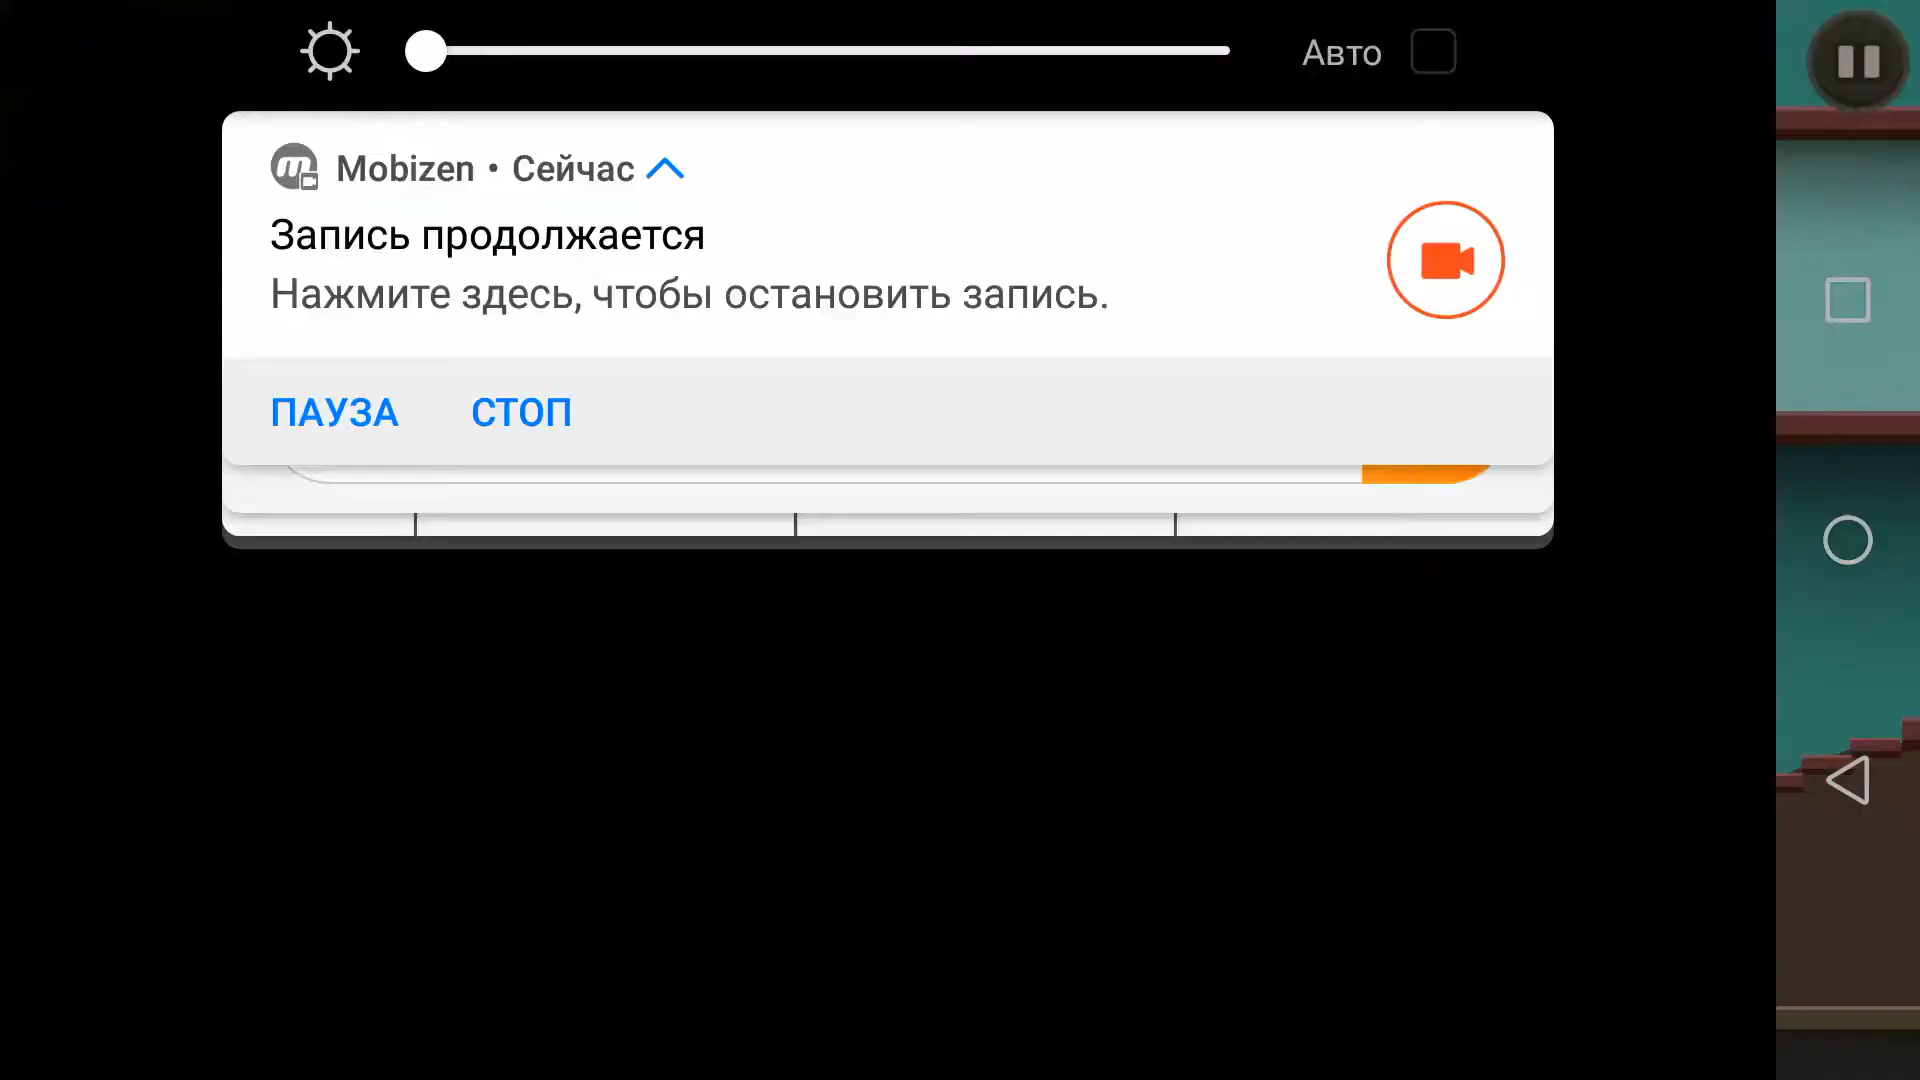 Авто
Mobizen • Сейчас
Запись продолжается
Нажмите здесь, чтобы остановить запись.
ПАУЗА СТОП